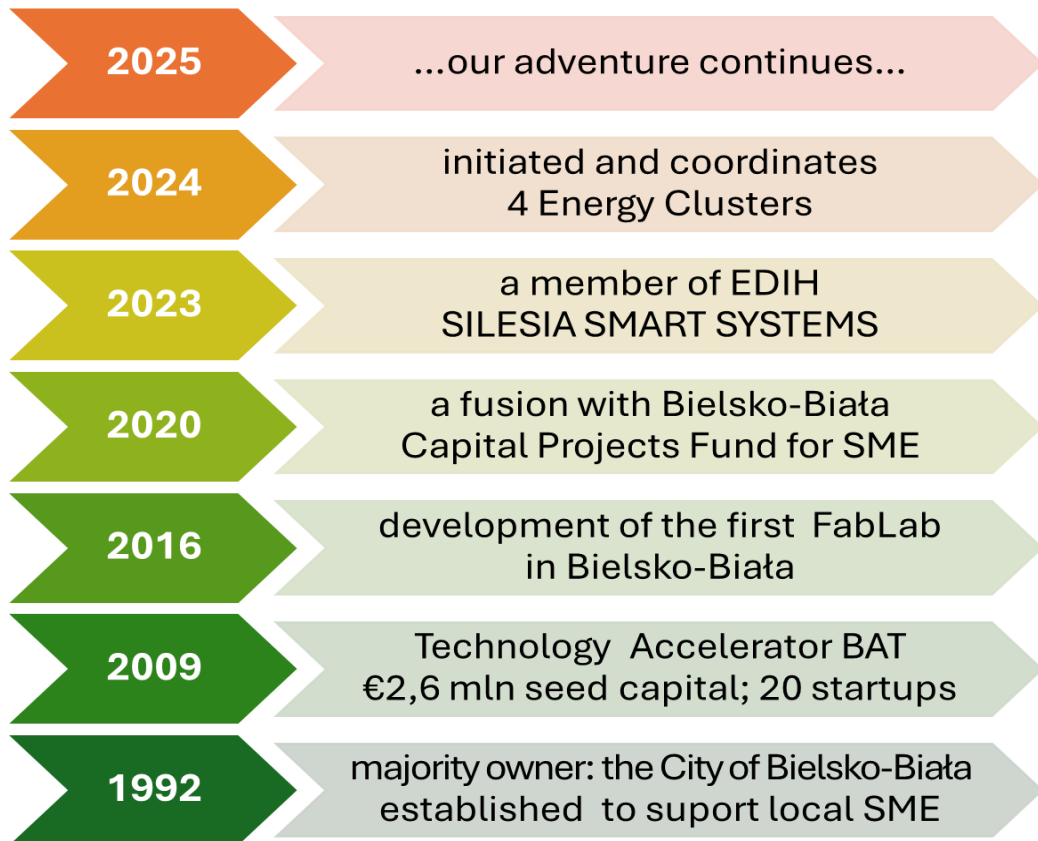 2025
...our adventure continues...
2024
initiated and coordinates
4 Energy Clusters
2023
a member of EDIH
SILESIA SMART SYSTEMS
2020
a fusion with Bielsko-Biała
Capital Projects Fund for SME
2016
development of the first FabLab
in Bielsko-Biała
2009
Technology Accelerator BAT
€2,6 mln seed capital; 20 startups
1992
majority owner: the City of Bielsko-Biała
established to suport local SME